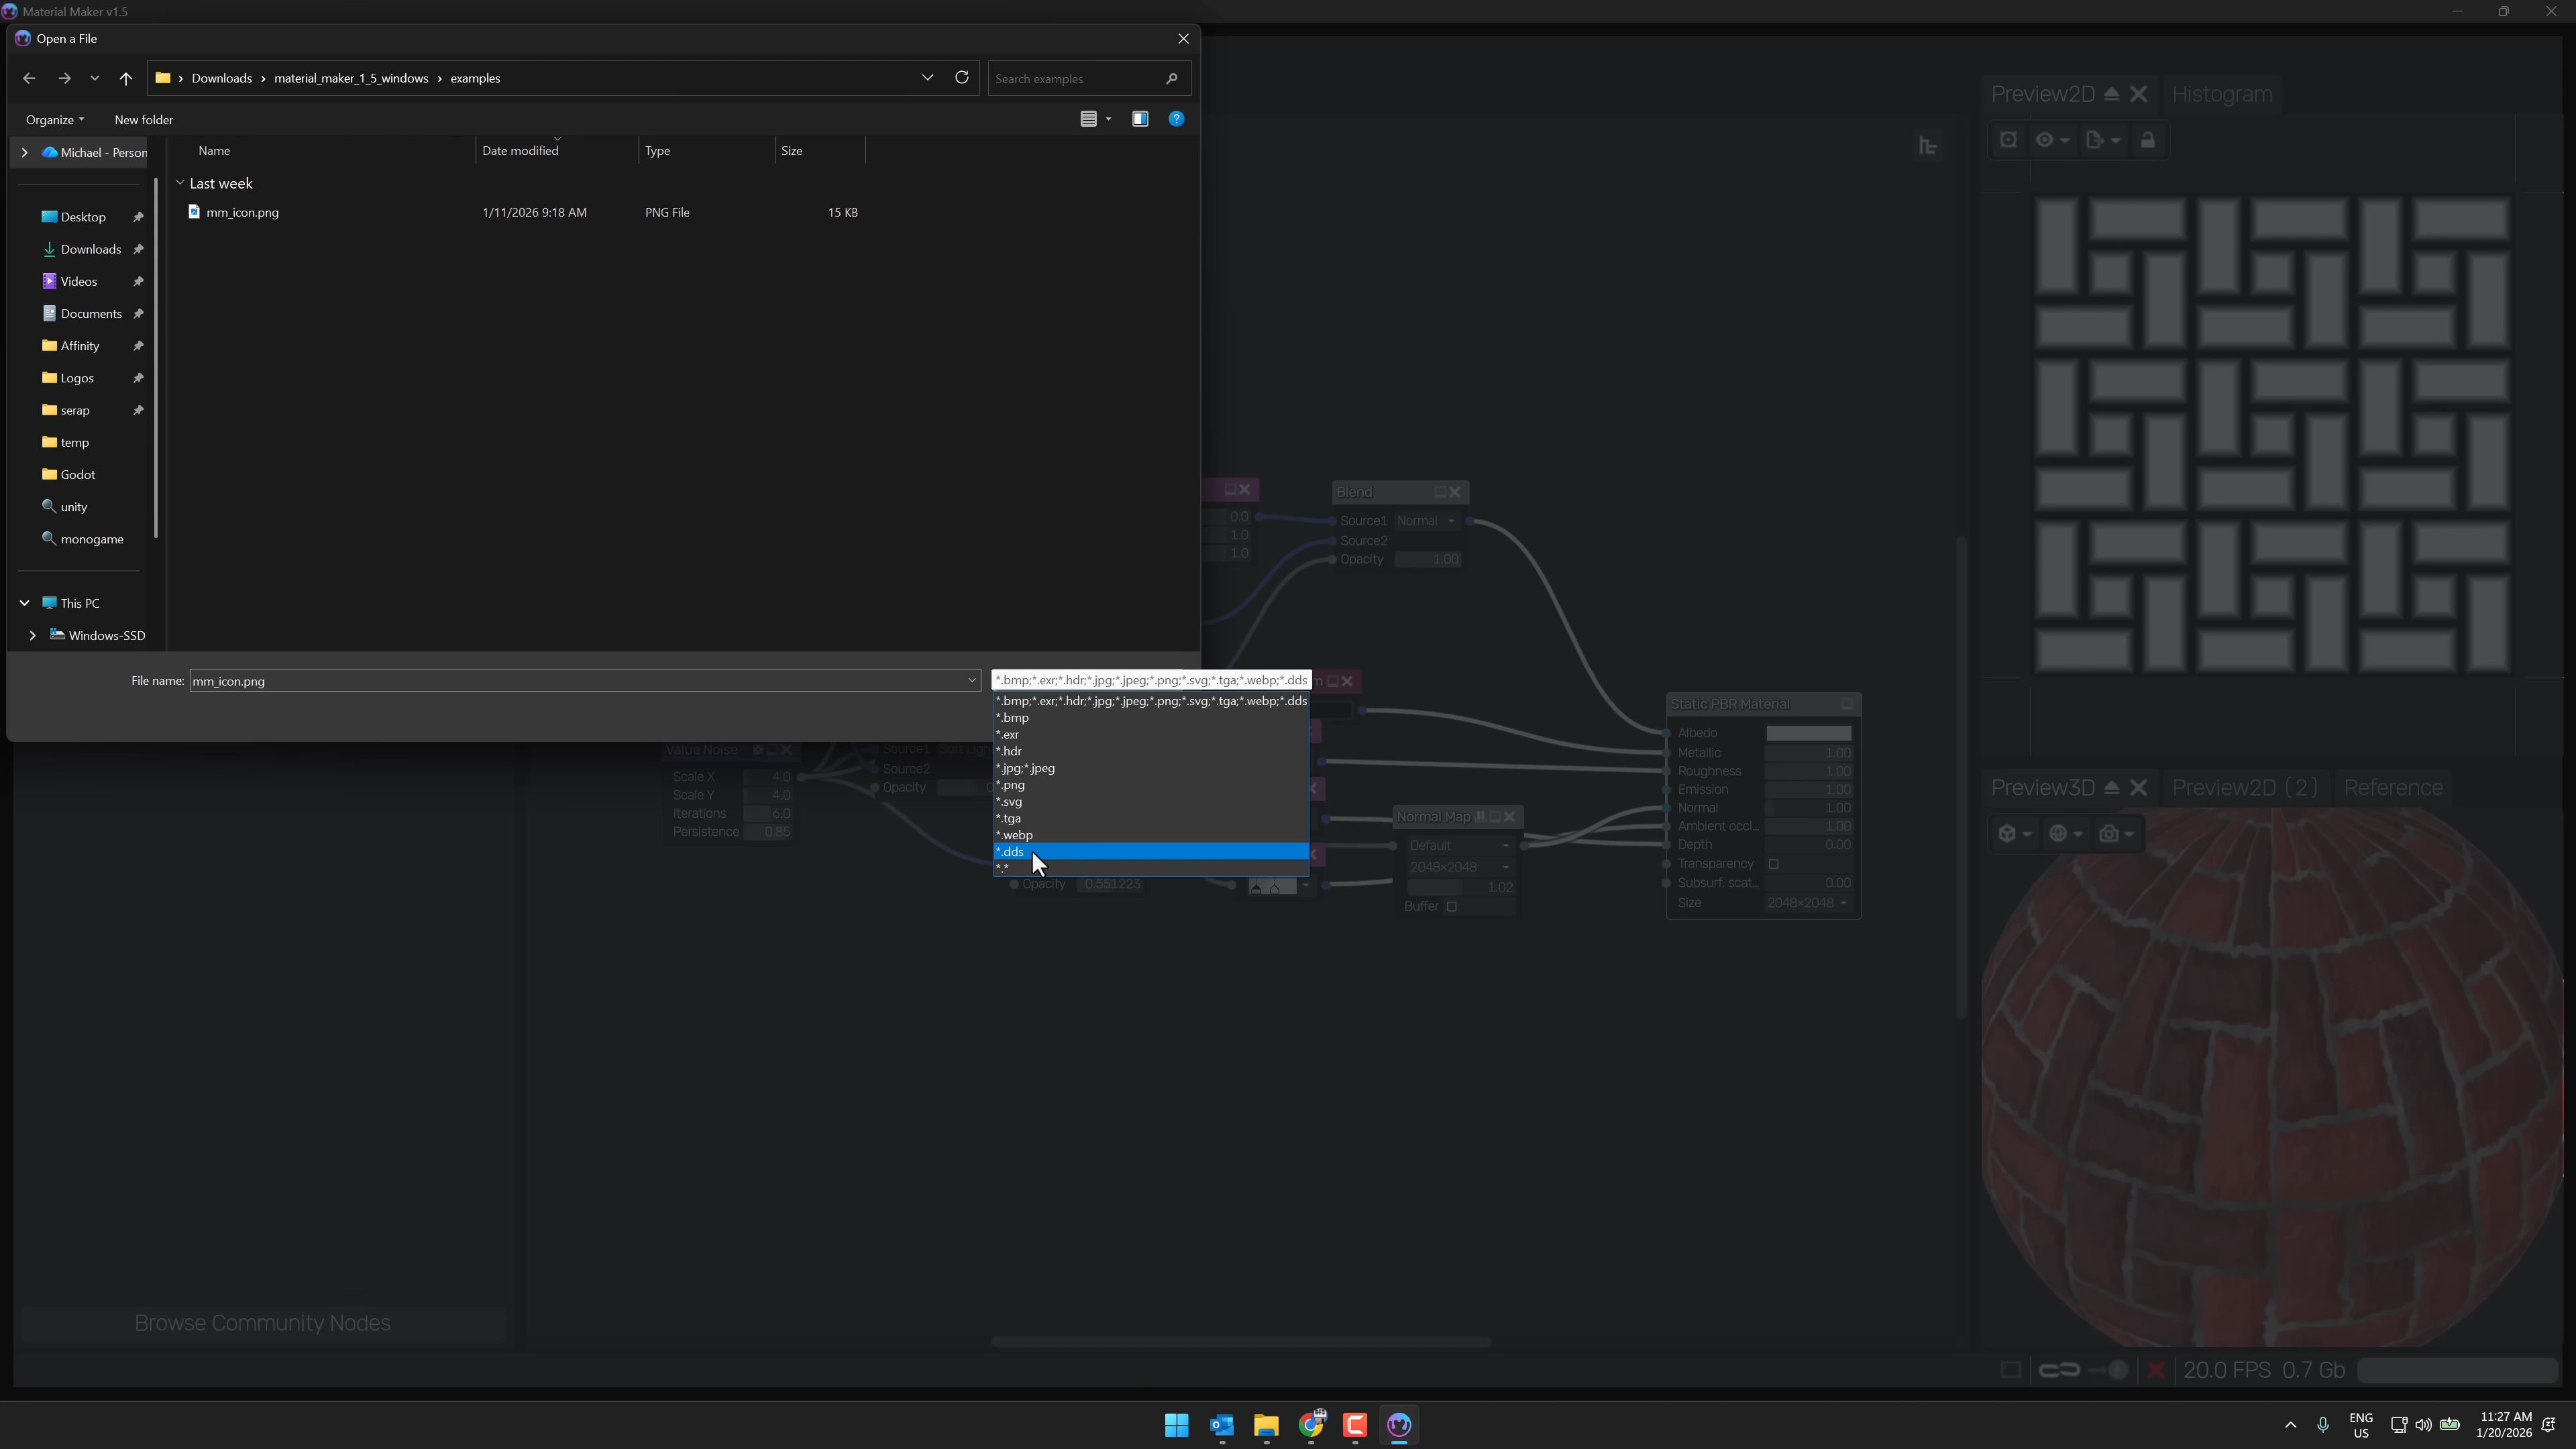 Material Maker v1.5
Open a File
Downloads > material_maker_1_5_windows > examples
Search examples
Organize
New folder
Michael - Person
Name
Date modified
Type
Size
Last week
mm_icon.png
1/11/2026 9:18 AM
PNG File
15 KB
Desktop
Downloads
Videos
Documents
Affinity
Logos
serap
temp
Godot
unity
monogame
This PC
Windows-SSD
File name:
mm_icon.png
*.bmp;*.exr;*.hdr;*.jpg;*.jpeg;*.png;*.svg;*.tga;*.webp;*.dds
*.bmp;*.exr;*.hdr;*.jpg;*.jpeg;*.png;*.svg;*.tga;*.webp;*.dds
*.bmp
*.exr
*.hdr
*.jpg;*.jpeg
*.png
*.svg
*.tga
*.webp
*.dds
*.*
Preview2D
Histogram
0.0
1.0
1.0
Blend
Source1 Normal
Source2
Opacity 1.00
Value Noise
Scale X 4.0
Scale Y 4.0
Iterations 6.0
Persistence 0.85
Source1 Soft Ligh
Source2
Opacity
Opacity 0.551223
Normal Map
Default
2048×2048
1.02
Buffer
Static PBR Material
Albedo
Metallic 1.00
Roughness 1.00
Emission 1.00
Normal 1.00
Ambient occl... 1.00
Depth 0.00
Transparency
Subsurf. scat... 0.00
Size 2048×2048
Preview3D
Preview2D (2)
Reference
Browse Community Nodes
20.0 FPS 0.7 Gb
ENG
US
11:27 AM
1/20/2026